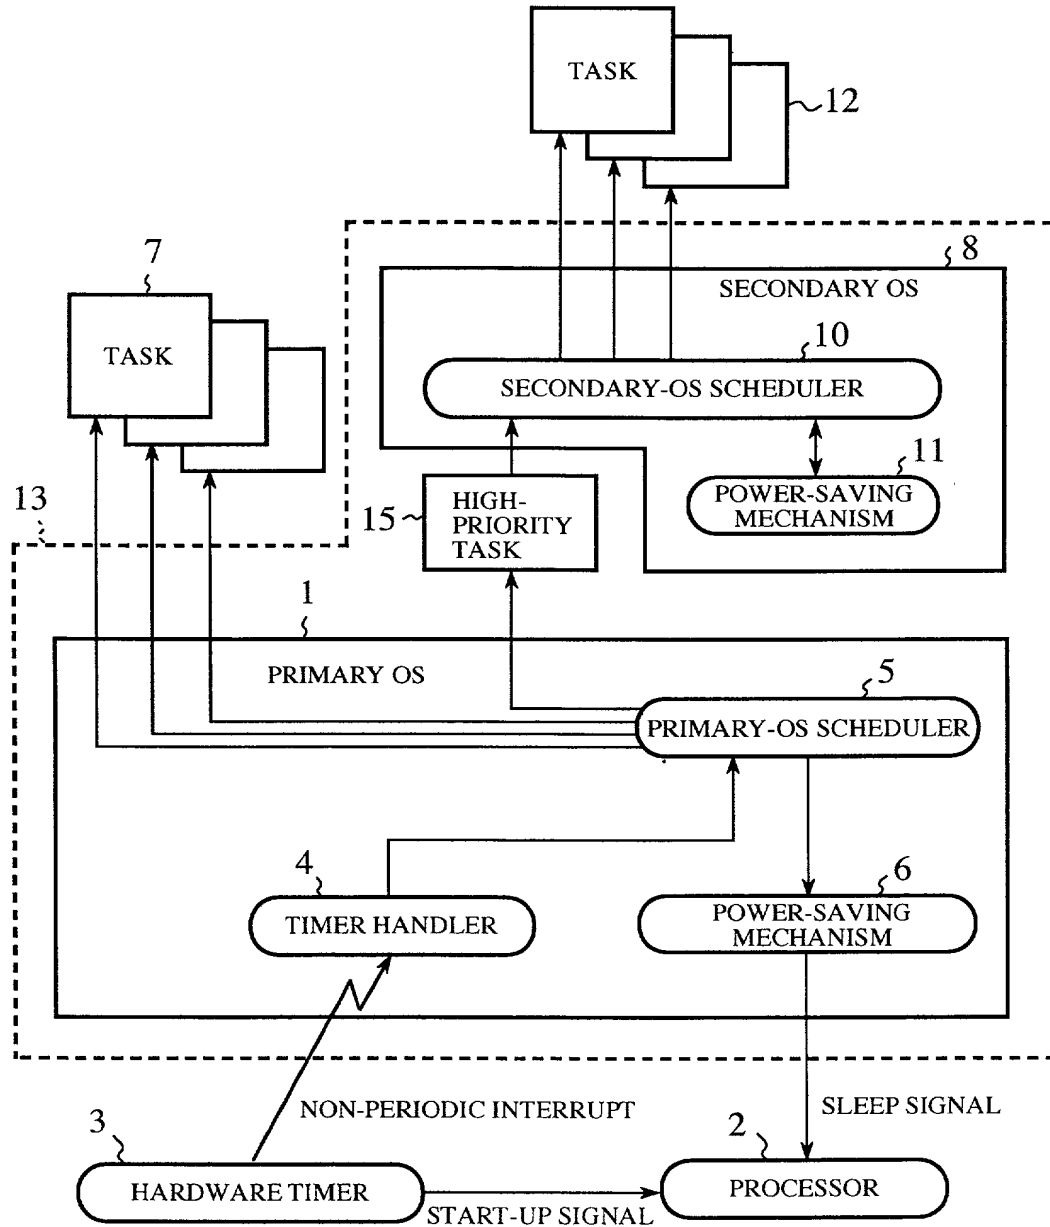 TASK
12
7
8
SECONDARY OS
TASK
10
SECONDARY-OS SCHEDULER
13
15
HIGH-
PRIORITY
TASK
11
POWER-SAVING
MECHANISM
1
PRIMARY OS
5
PRIMARY-OS SCHEDULER
4
TIMER HANDLER
6
POWER-SAVING
MECHANISM
NON-PERIODIC INTERRUPT
SLEEP SIGNAL
3
HARDWARE TIMER
START-UP SIGNAL
2
PROCESSOR